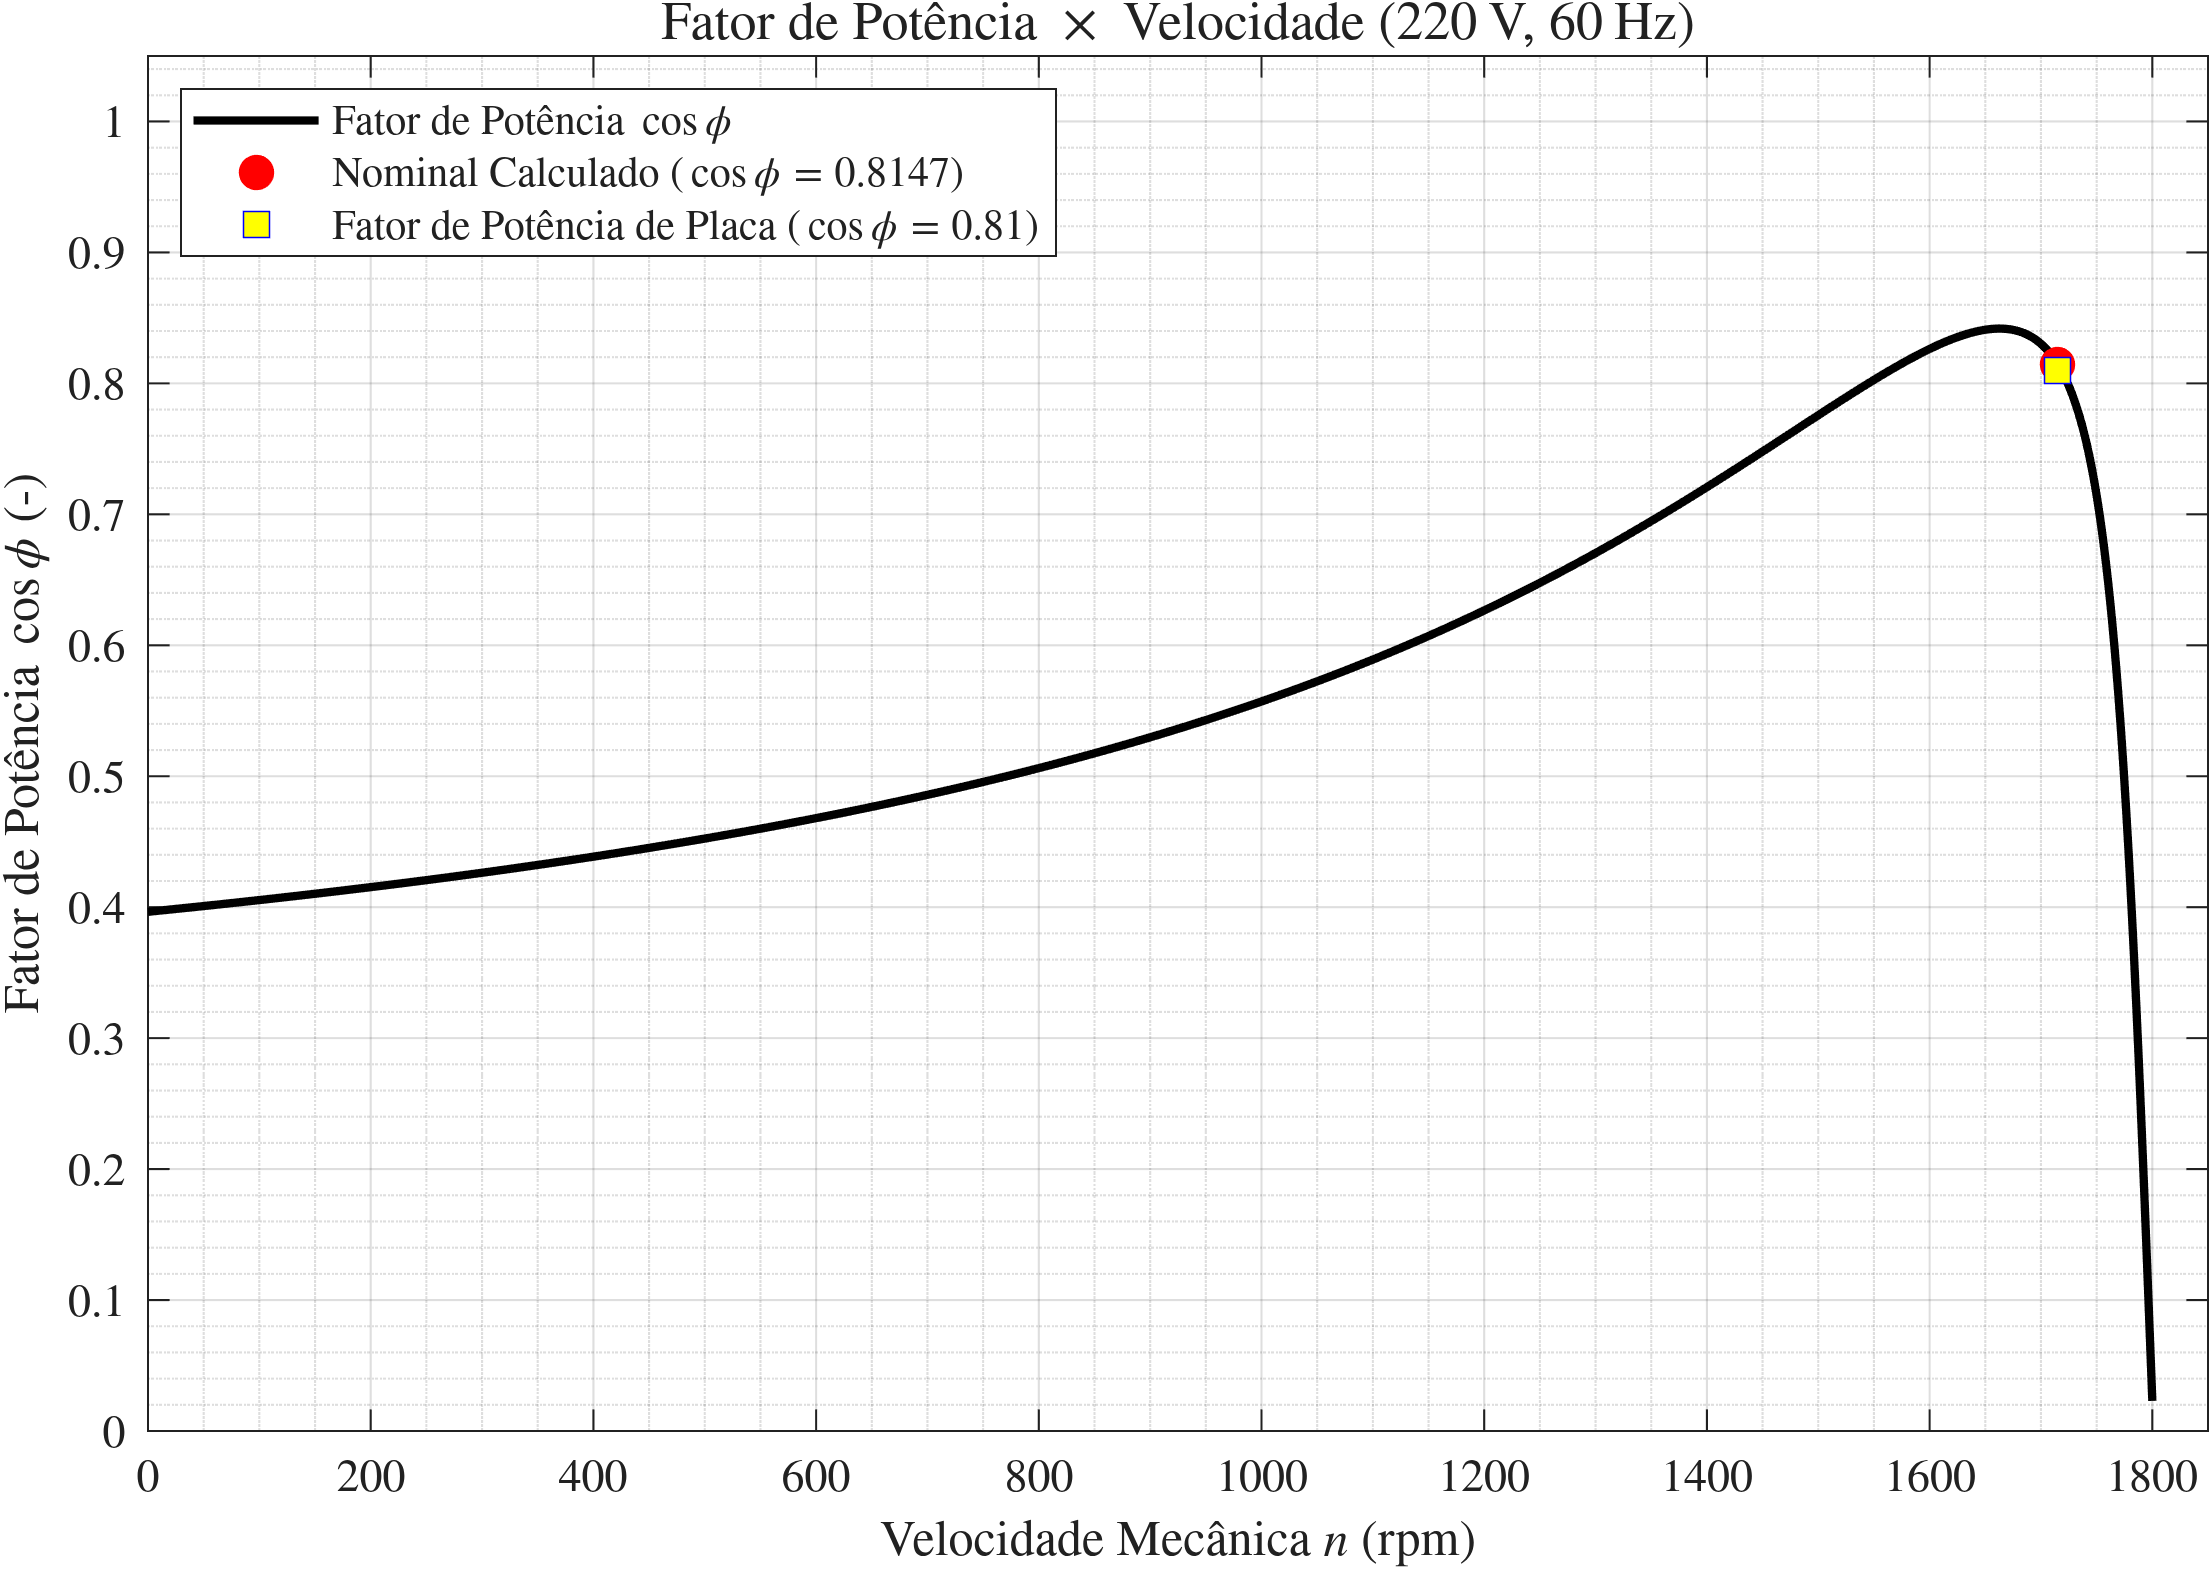 Fator de Potência × Velocidade (220 V, 60 Hz)
Fator de Potência cos ϕ
Nominal Calculado ( cos ϕ = 0.8147)
Fator de Potência de Placa ( cos ϕ = 0.81)
Fator de Potência cos ϕ (-)
1
0.9
0.8
0.7
0.6
0.5
0.4
0.3
0.2
0.1
0
0 200 400 600 800 1000 1200 1400 1600 1800
Velocidade Mecânica n (rpm)